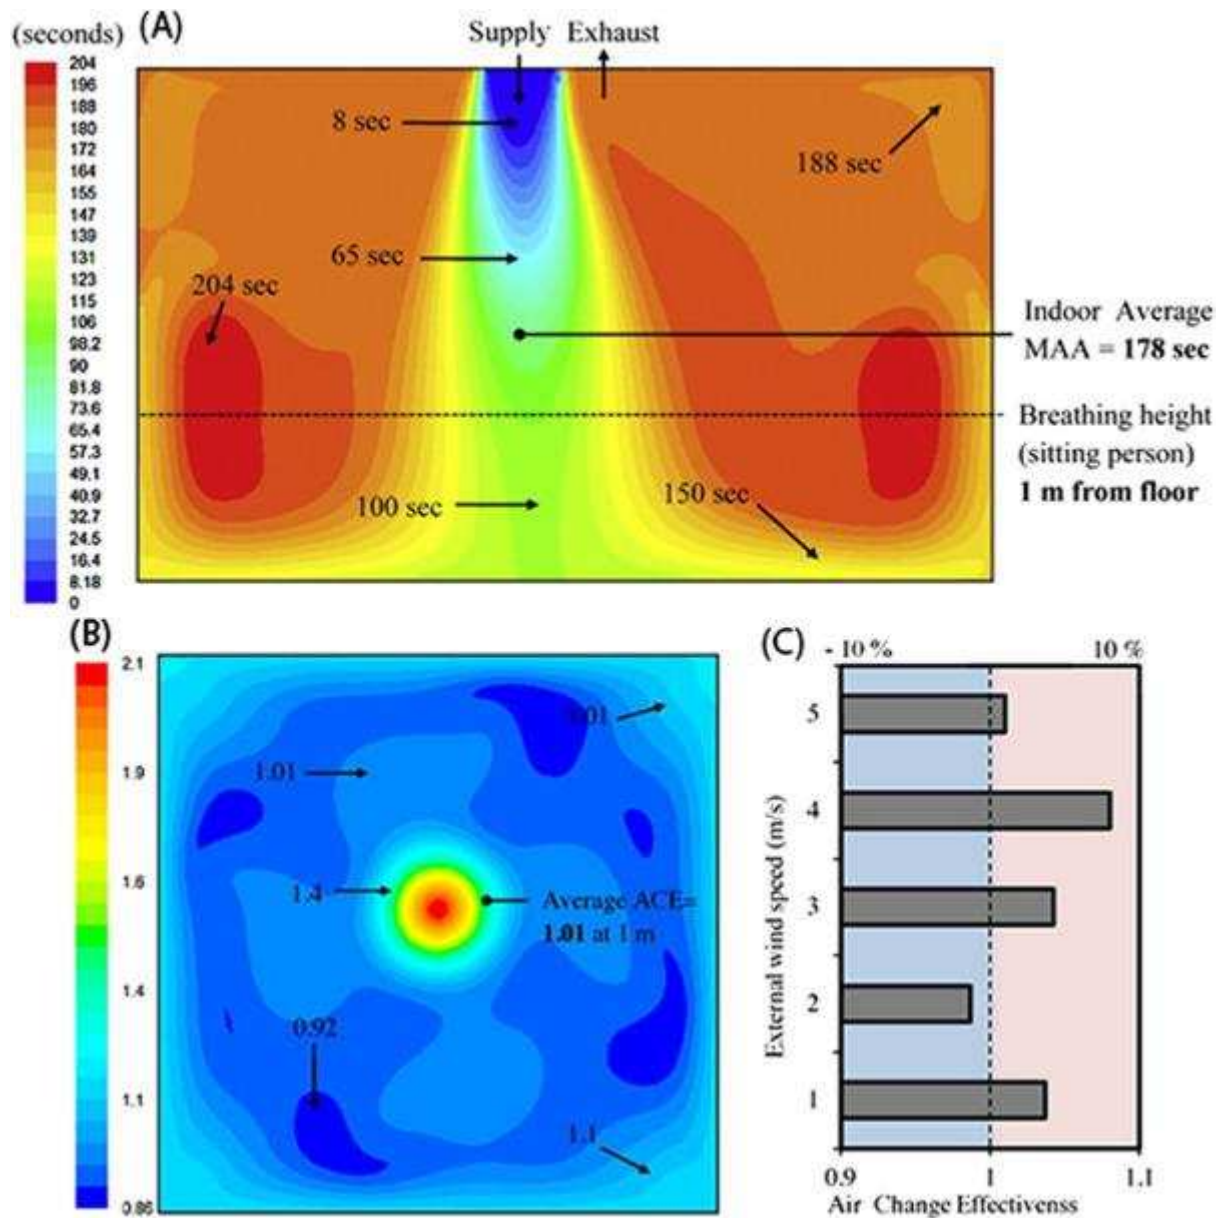 (seconds) (A)
Supply Exhaust
204
196
188
180
172
164
155
147
139
131
123
115
106
98.2
90
81.8
73.6
65.4
57.3
49.1
40.9
32.7
24.5
16.4
8.18
0
8 sec
188 sec
65 sec
204 sec
Indoor Average
MAA = 178 sec
Breathing height
(sitting person)
1 m from floor
150 sec
100 sec
(B)
2.1
1.9
1.4
1.1
0.86
1.01
1.4
Average ACE=
1.01 at 1 m
0.92
1.1
(C)
- 10 %
10 %
5
4
3
2
1
External wind speed (m/s)
0.9
1
1.1
Air Change Effectivenss